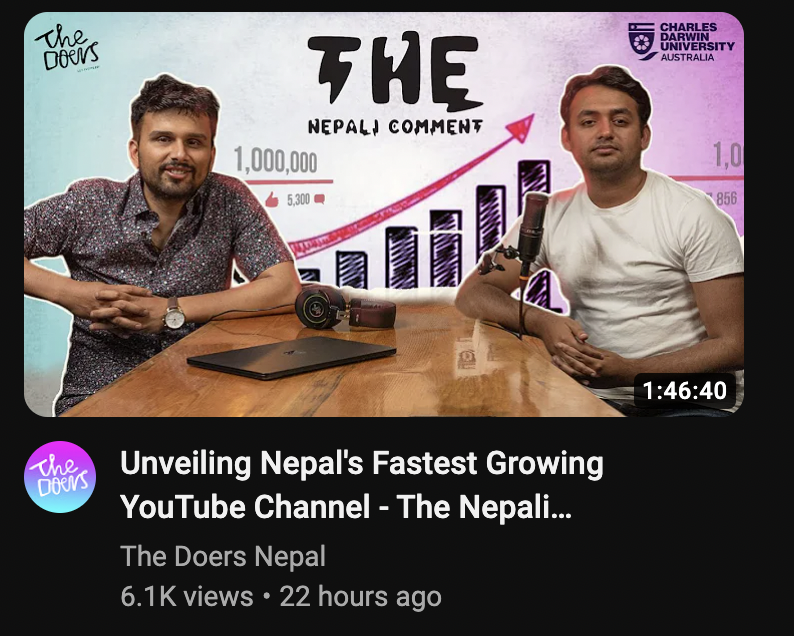 The Doers
THE
NEPALI COMMENT
CHARLES
DARWIN
UNIVERSITY
AUSTRALIA
1,000,000
5,300
1,0
856
1:46:40
The Doers
Unveiling Nepal's Fastest Growing
YouTube Channel - The Nepali...
The Doers Nepal
6.1K views • 22 hours ago